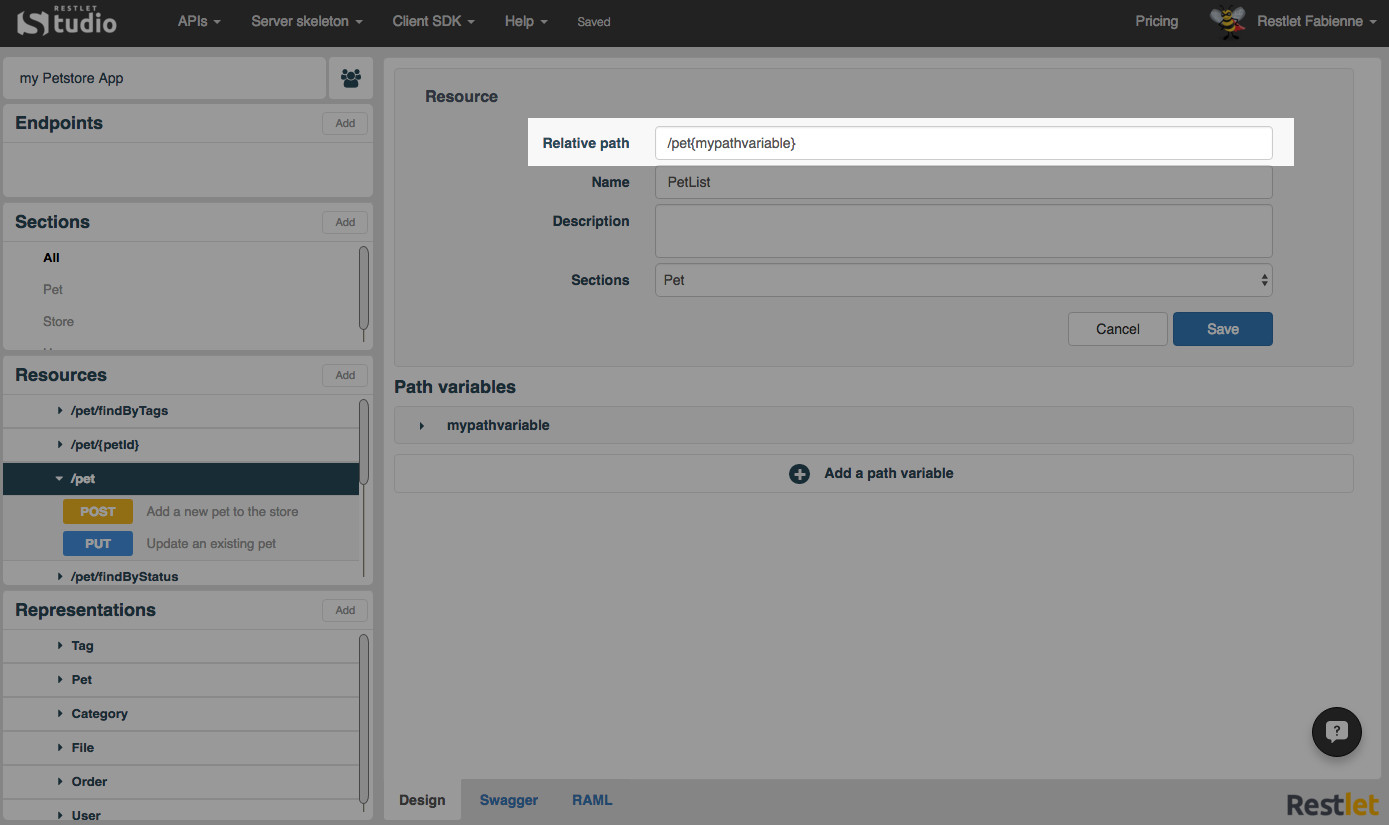 RESTLET
Studio
APIs
Server skeleton
Client SDK
Help
Saved
Pricing
Restlet Fabienne
my Petstore App
Endpoints
Add
Sections
Add
All
Pet
Store
Resources
Add
/pet/findByTags
/pet/{petId}
/pet
POST Add a new pet to the store
PUT Update an existing pet
/pet/findByStatus
Representations
Add
Tag
Pet
Category
File
Order
User
Resource
Relative path /pet{mypathvariable}
Name PetList
Description
Sections Pet
Cancel
Save
Path variables
mypathvariable
Add a path variable
?
Design
Swagger
RAML
Restlet